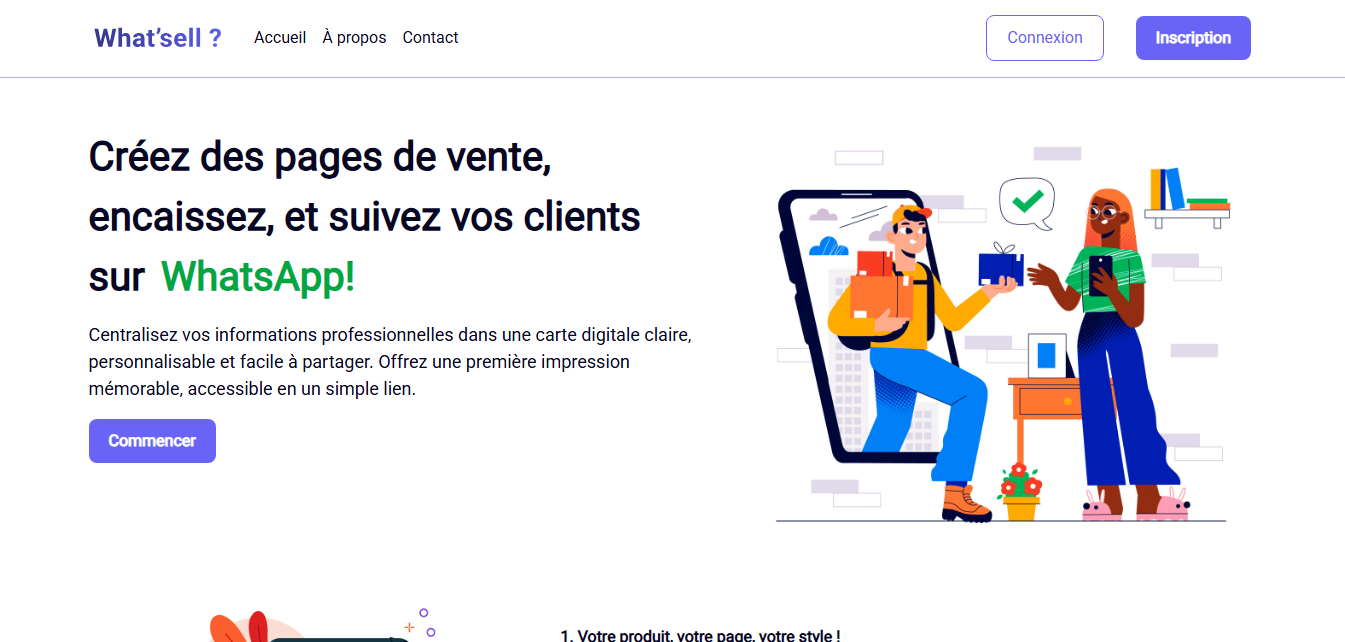 What’sell ?
Accueil
À propos
Contact
Connexion
Inscription
Créez des pages de vente,
encaissez, et suivez vos clients
sur WhatsApp!
Centralisez vos informations professionnelles dans une carte digitale claire,
personnalisable et facile à partager. Offrez une première impression
mémorable, accessible en un simple lien.
Commencer
1. Votre produit, votre page, votre style !